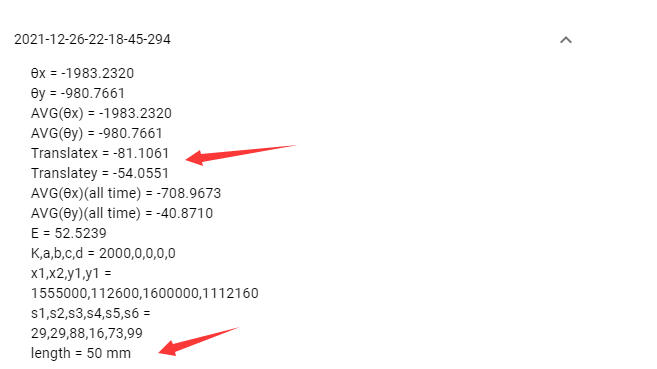 2021-12-26-22-18-45-294
θx = -1983.2320
θy = -980.7661
AVG(θx) = -1983.2320
AVG(θy) = -980.7661
Translatex = -81.1061
Translatey = -54.0551
AVG(θx)(all time) = -708.9673
AVG(θy)(all time) = -40.8710
E = 52.5239
K,a,b,c,d = 2000,0,0,0,0
x1,x2,y1,y1 =
1555000,112600,1600000,1112160
s1,s2,s3,s4,s5,s6 =
29,29,88,16,73,99
length = 50 mm